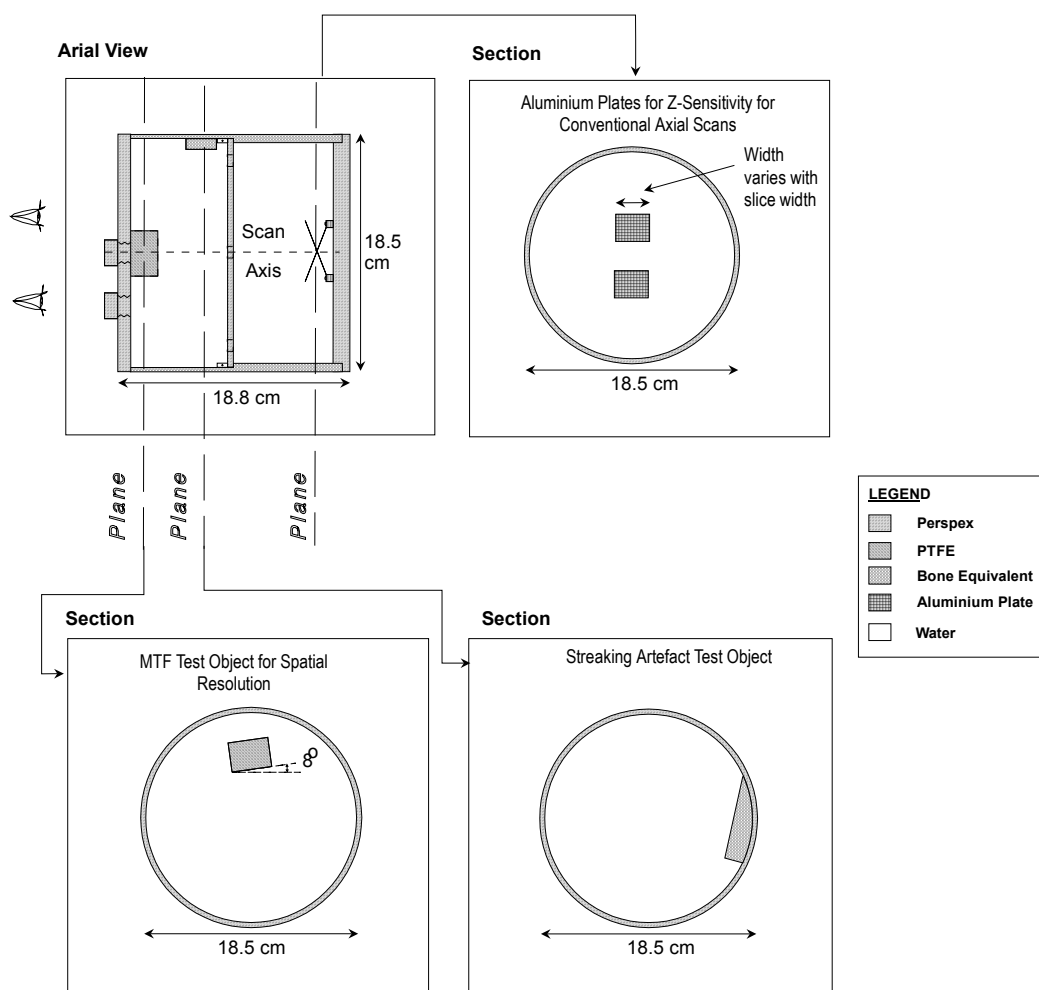 Arial View
Scan
Axis
18.5
cm
18.8 cm
Section
Aluminium Plates for Z-Sensitivity for
Conventional Axial Scans
Width
varies with
slice width
18.5 cm
Plane
Plane
Plane
LEGEND
Perspex
PTFE
Bone Equivalent
Aluminium Plate
Water
Section
MTF Test Object for Spatial
Resolution
8°
18.5 cm
Section
Streaking Artefact Test Object
18.5 cm